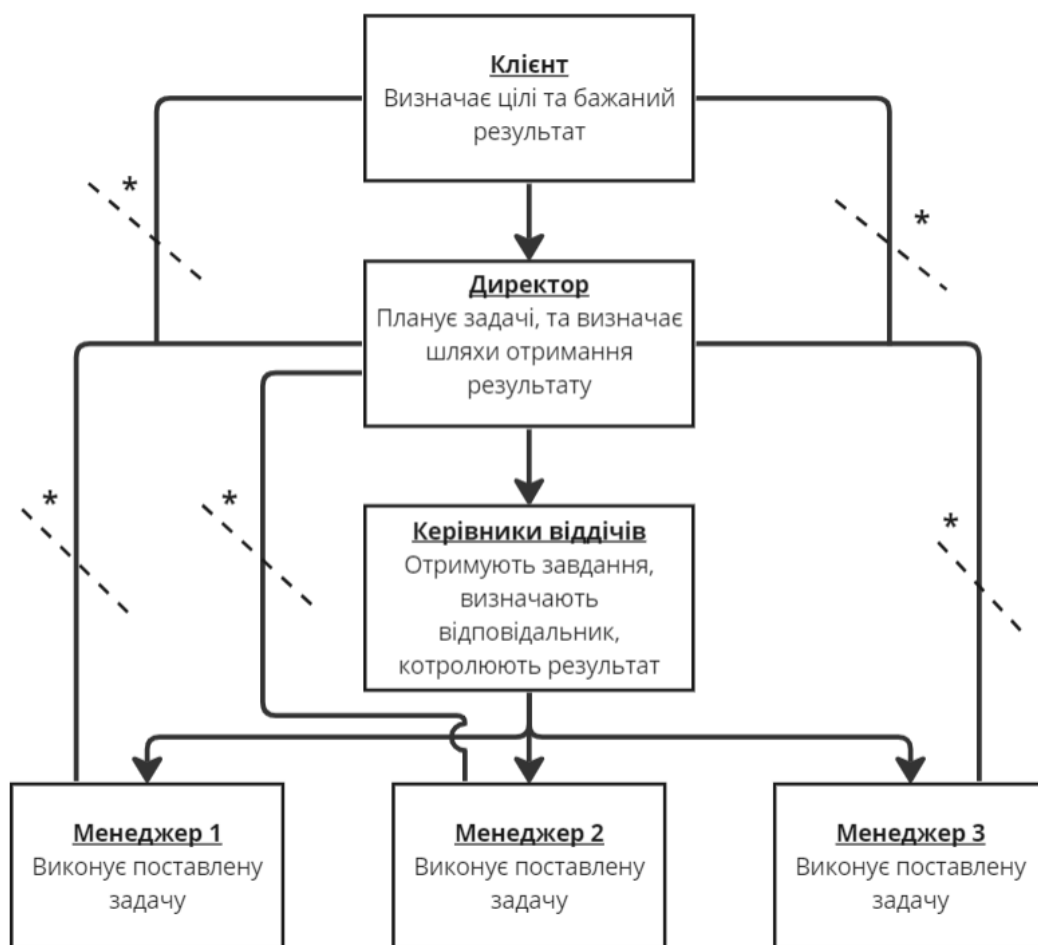 Клієнт
Визначає цілі та бажаний
результат
*
*
Директор
Планує задачі, та визначає
шляхи отримання
результату
*
*
*
Керівники віддічів
Отримують завдання,
визначають
відповідальник,
котролюють результат
Менеджер 1
Виконує поставлену
задачу
Менеджер 2
Виконує поставлену
задачу
Менеджер 3
Виконує поставлену
задачу